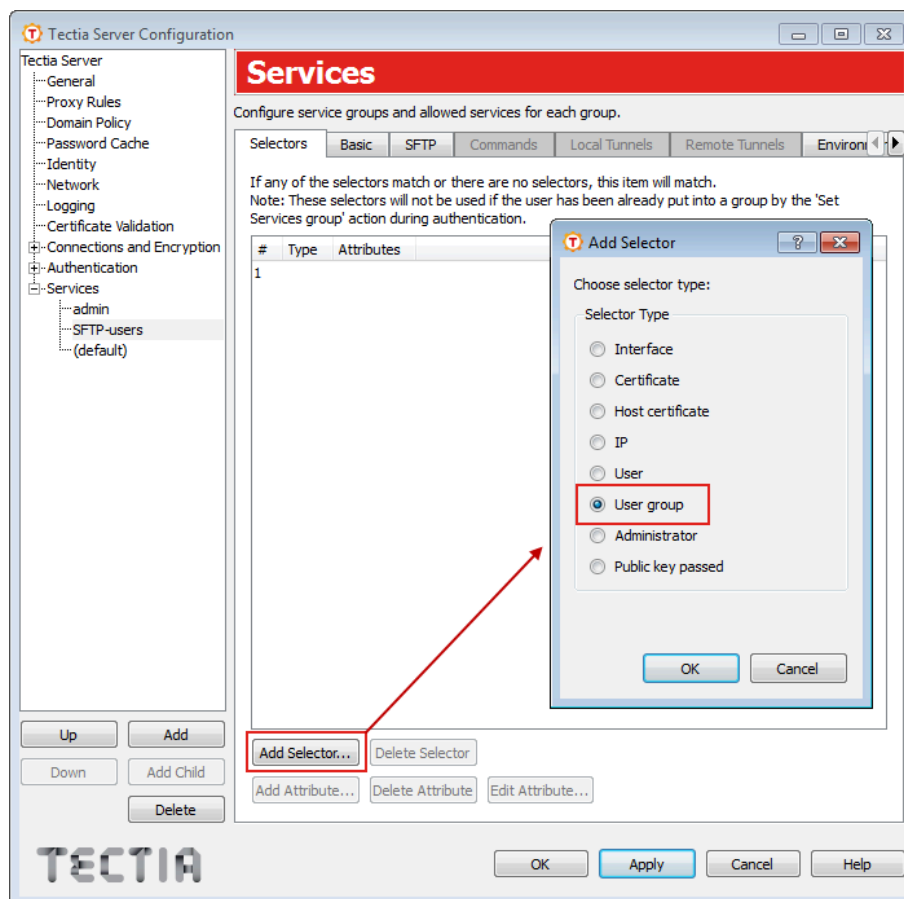 Tectia Server Configuration
Tectia Server
General
Proxy Rules
Domain Policy
Password Cache
Identity
Network
Logging
Certificate Validation
Connections and Encryption
Authentication
Services
admin
SFTP-users
(default)
Up
Add
Down
Add Child
Delete
Services
Configure service groups and allowed services for each group.
Selectors Basic SFTP Commands Local Tunnels Remote Tunnels
If any of the selectors match or there are no selectors, this item will match.
Note: These selectors will not be used if the user has been already put into a group by the 'Set
Services group' action during authentication.
# Type Attributes
1
Add Selector
Choose selector type:
Selector Type
Interface
Certificate
Host certificate
IP
User
User group
Administrator
Public key passed
OK Cancel
Add Selector... Delete Selector
Add Attribute... Delete Attribute Edit Attribute...
TECTIA
OK Apply Cancel Help